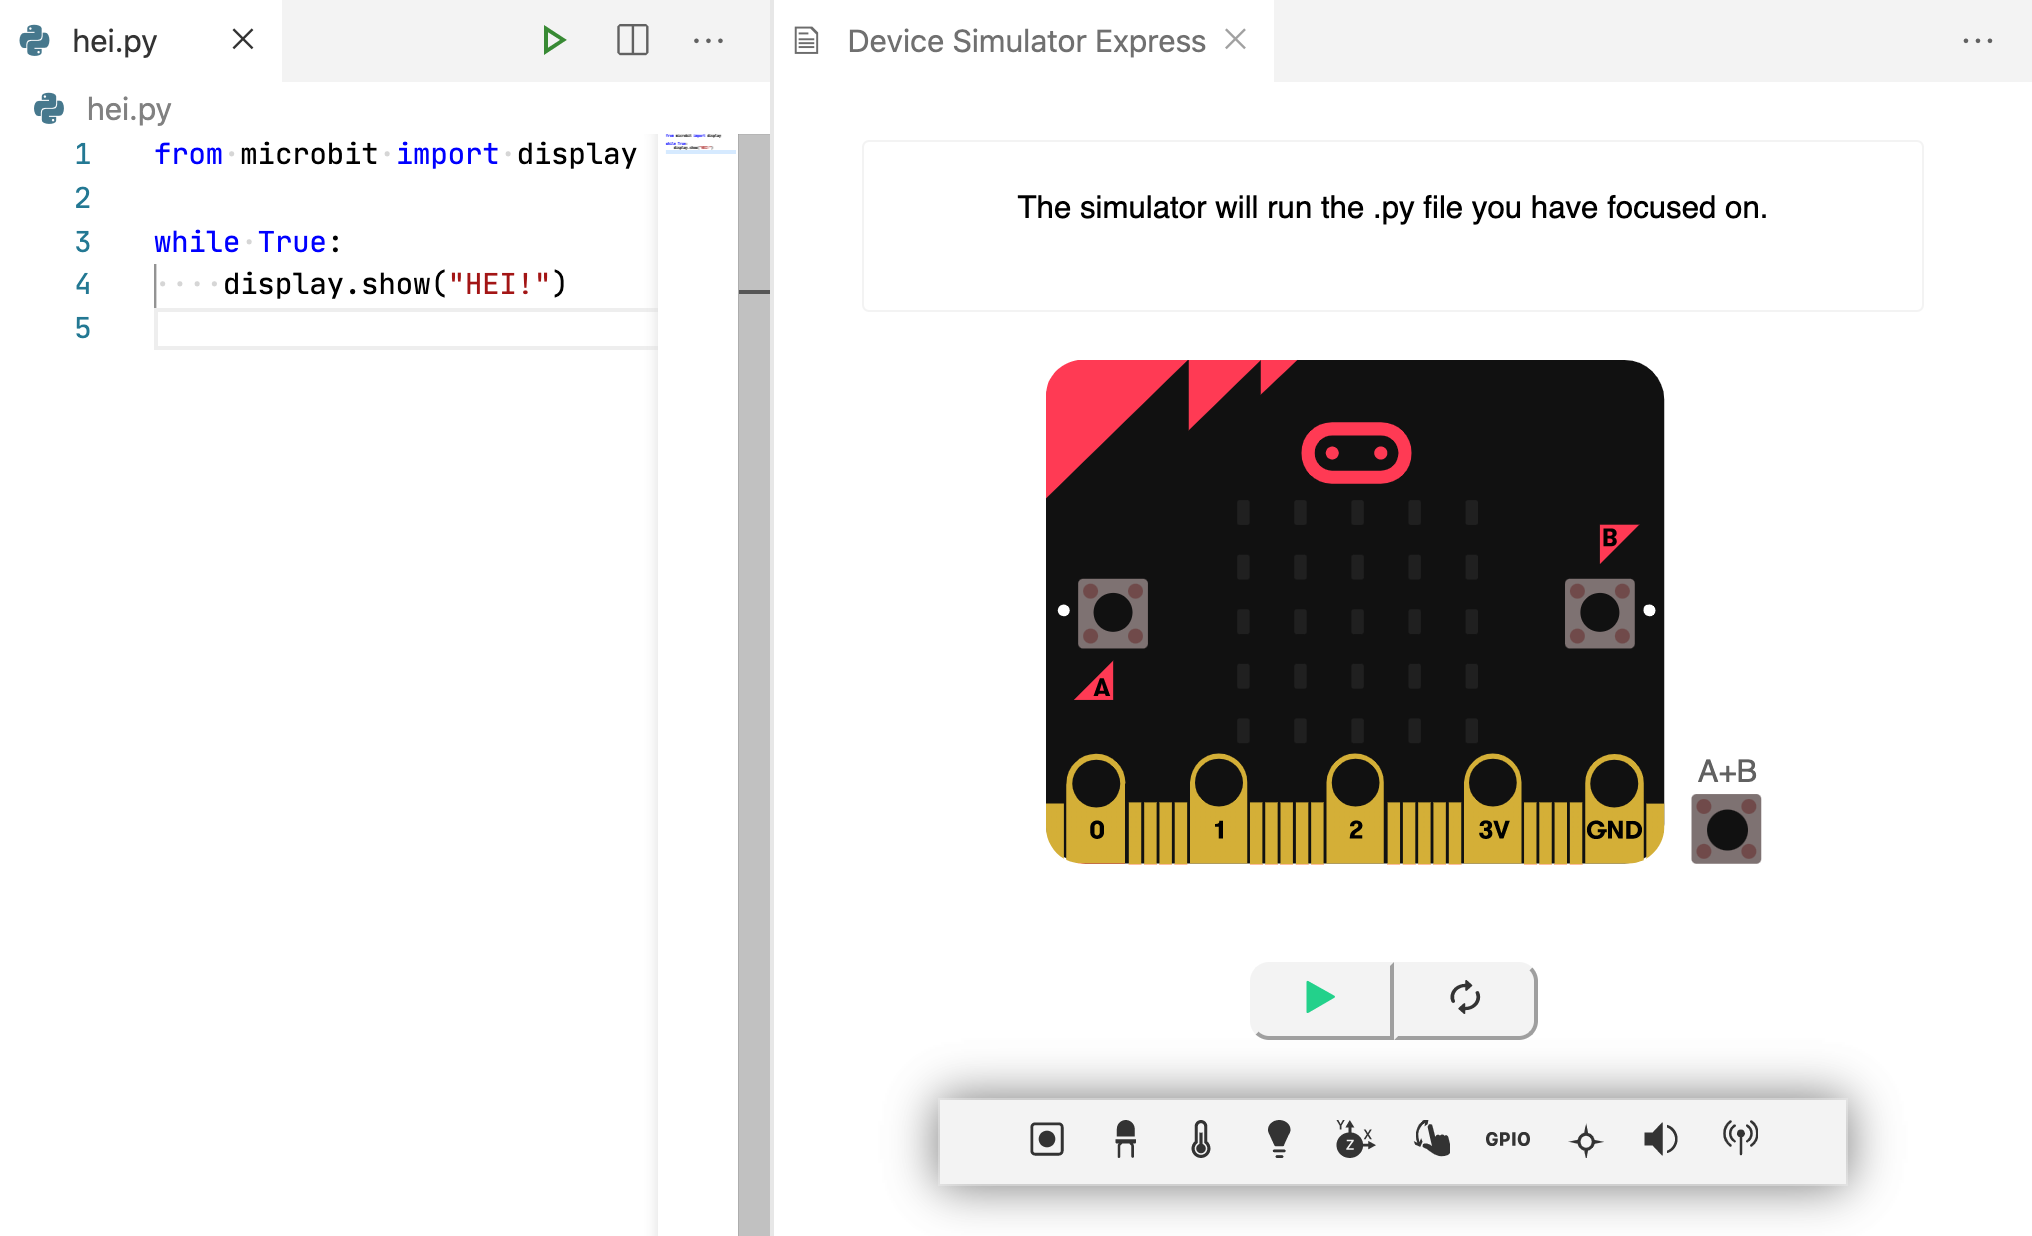 hei.py
Device Simulator Express
hei.py
1 from microbit import display
2
3 while True:
4     display.show("HEI!")
5
The simulator will run the .py file you have focused on.
B
A
A+B
0 1 2 3V GND
Y X Z
GPIO